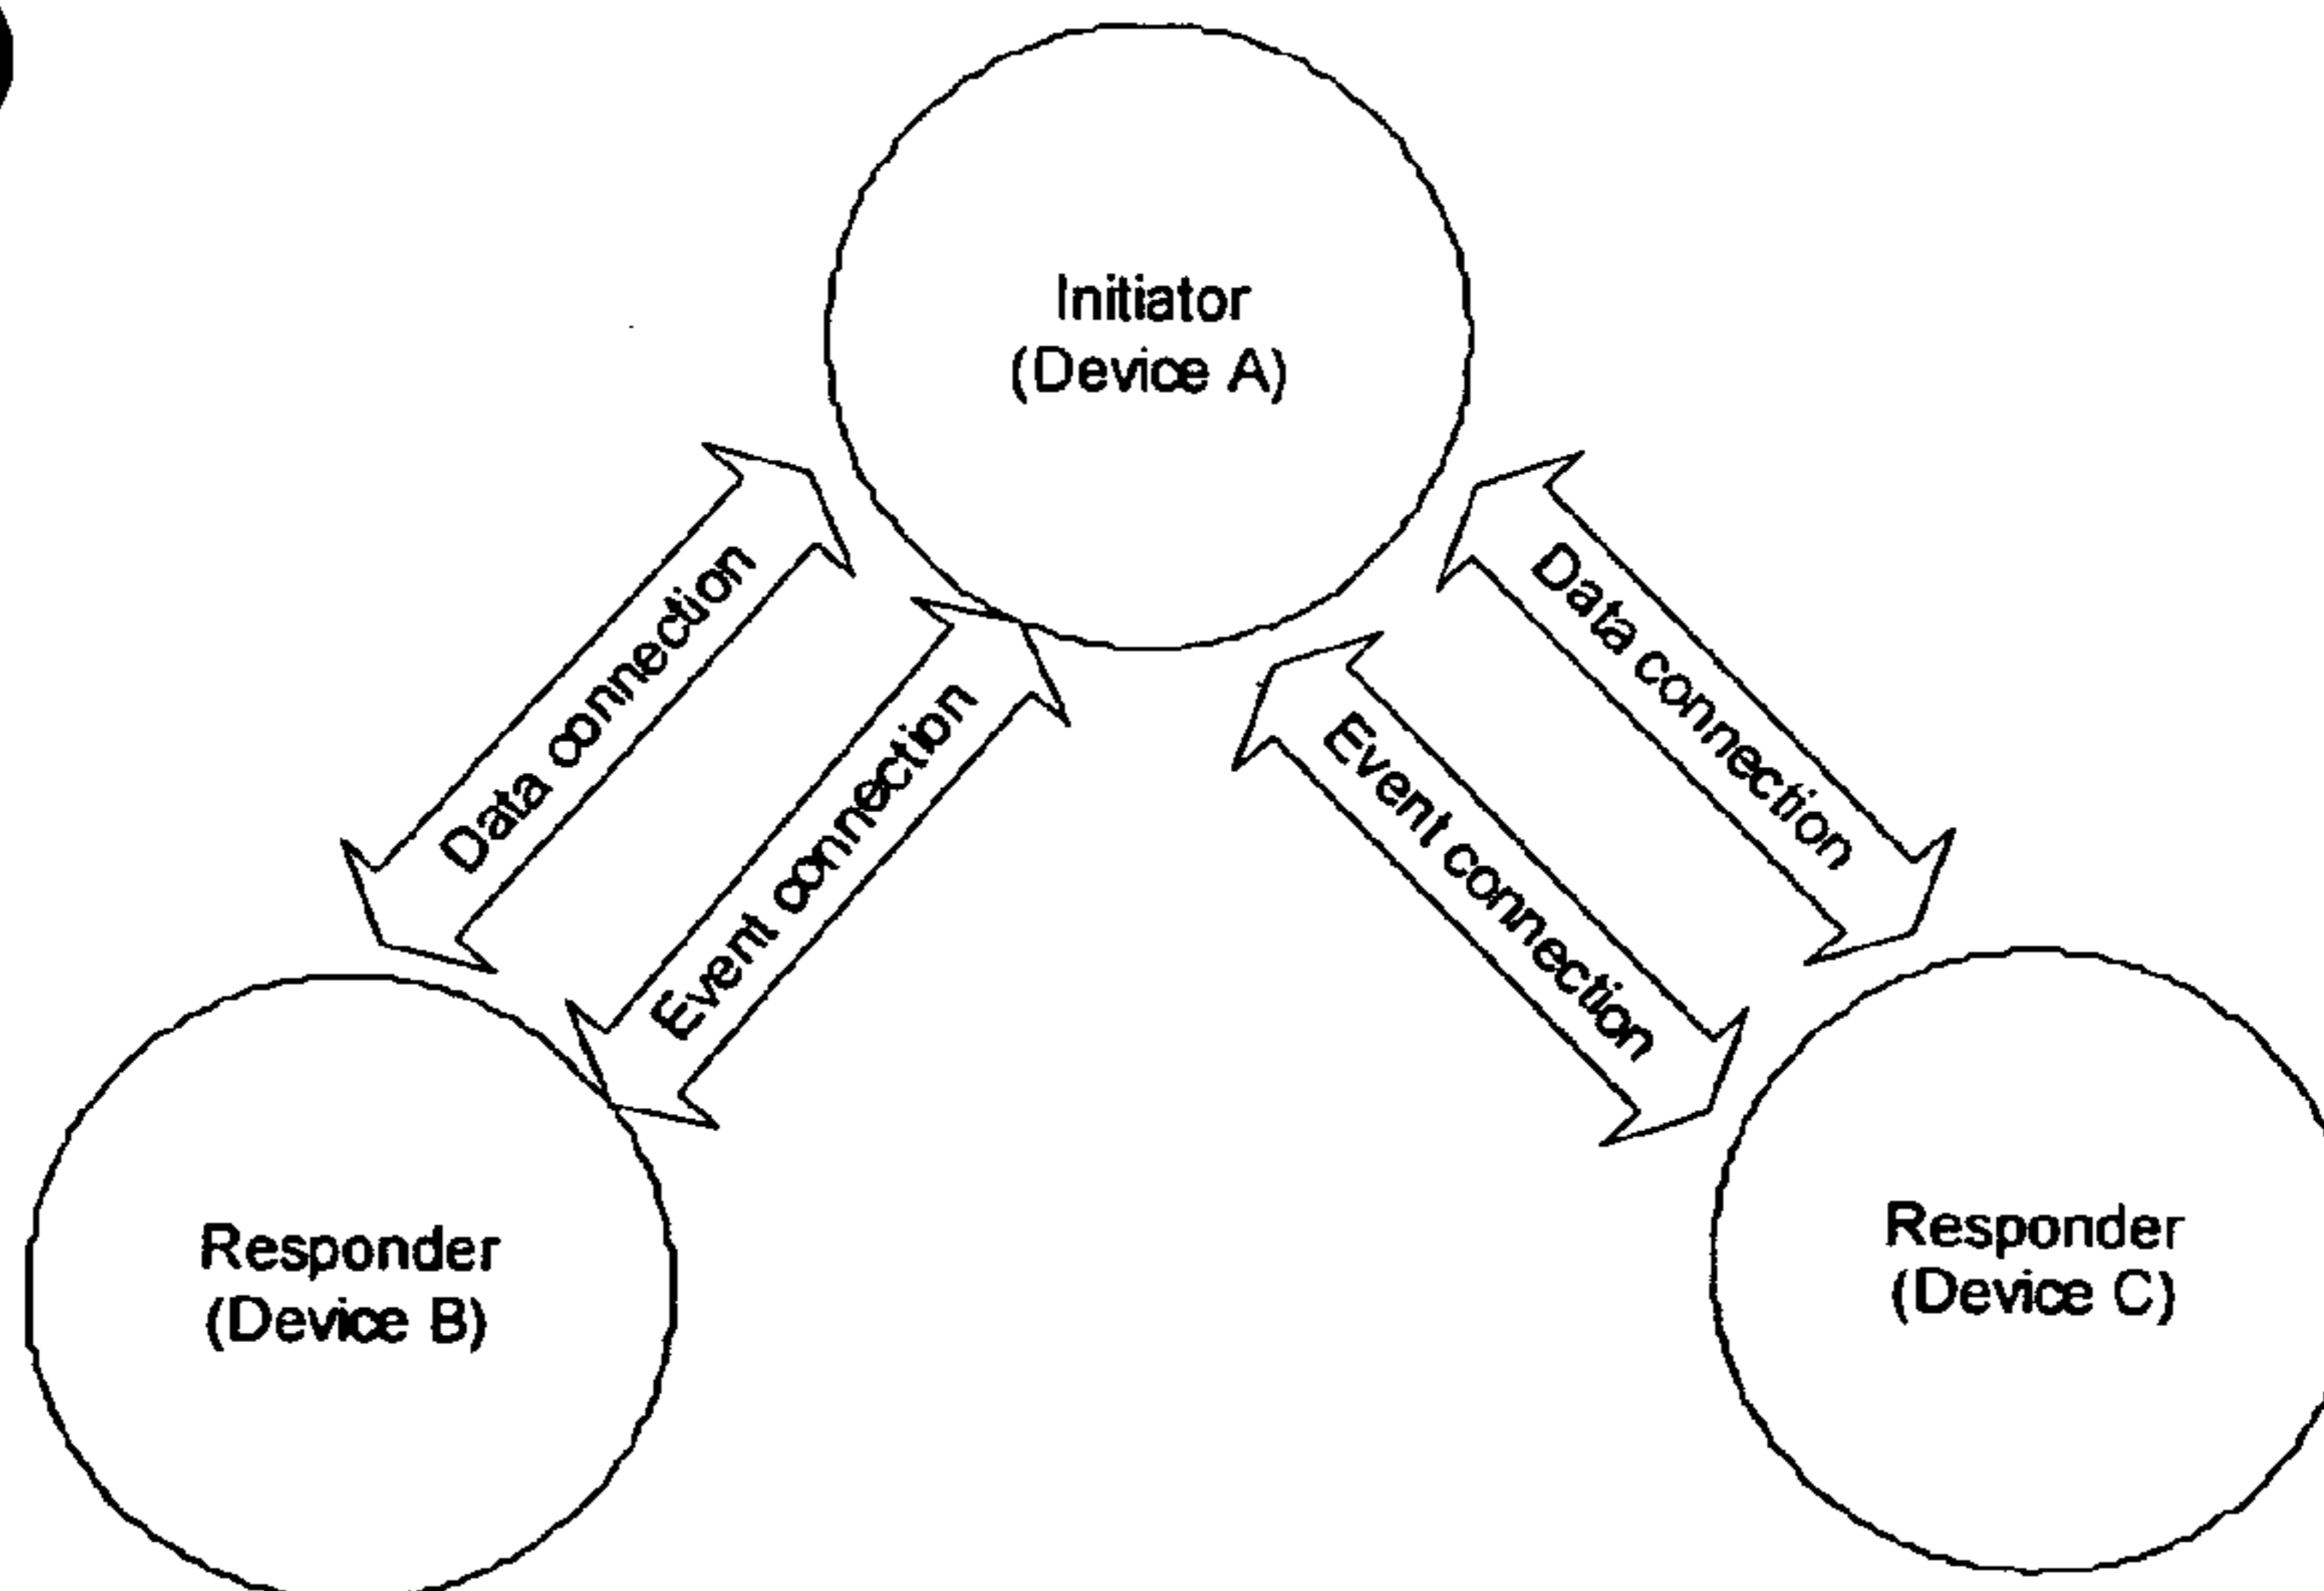 Initiator
(Device A)
Data connection
Event connection
Event connection
Data connection
Responder
(Device B)
Responder
(Device C)